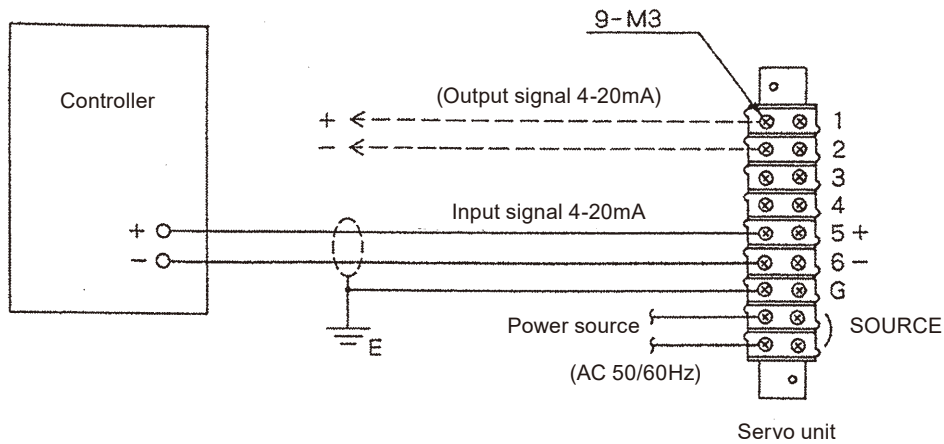 9-M3
Controller
(Output signal 4-20mA)
+
-
1
2
3
4
Input signal 4-20mA
+
-
5 +
6 -
G
E
Power source
(AC 50/60Hz)
SOURCE
Servo unit